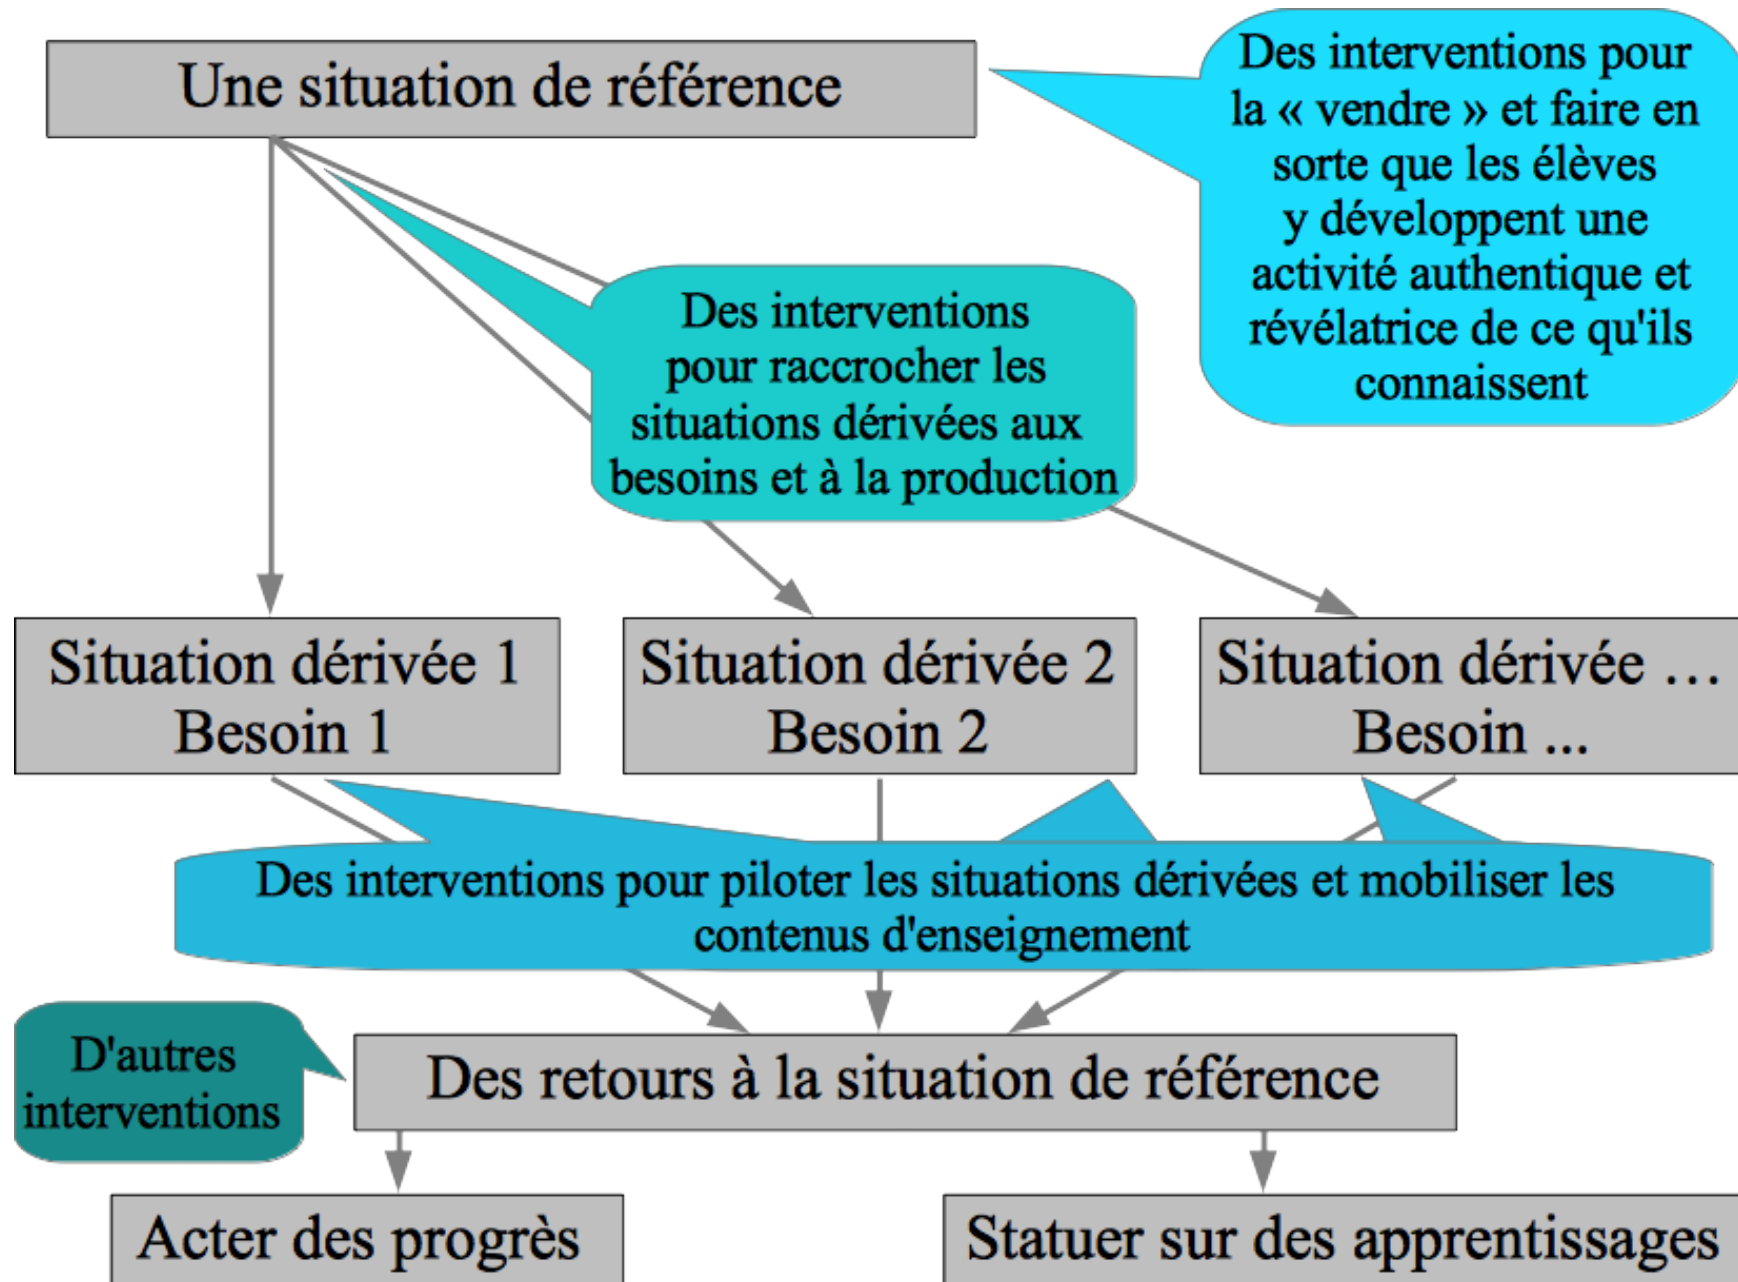 Une situation de référence
Des interventions pour
la « vendre » et faire en
sorte que les élèves
y développent une
activité authentique et
révélatrice de ce qu'ils
connaissent
Des interventions
pour raccrocher les
situations dérivées aux
besoins et à la production
Situation dérivée 1
Besoin 1
Situation dérivée 2
Besoin 2
Situation dérivée …
Besoin ...
Des interventions pour piloter les situations dérivées et mobiliser les
contenus d'enseignement
D'autres
interventions
Des retours à la situation de référence
Acter des progrès
Statuer sur des apprentissages